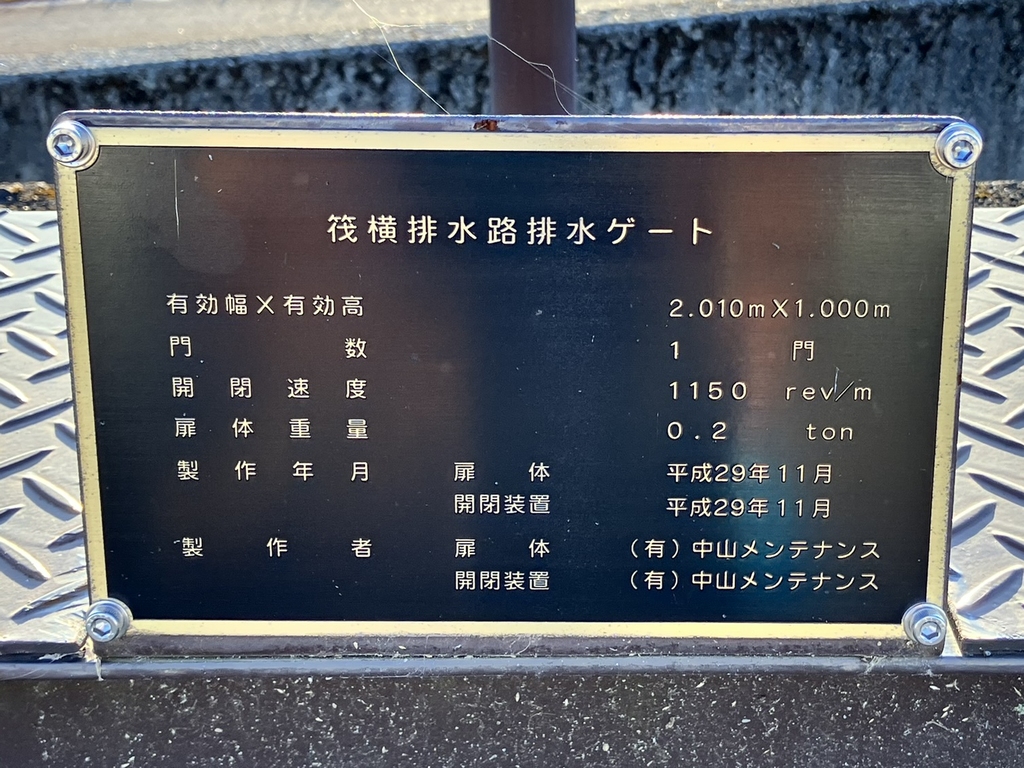 筏横排水路排水ゲート
有効幅×有効高 2.010m×1.000m
門数 1 門
開閉速度 1150 rev/m
扉体重量 0.2 ton
製作年月 扉体 平成29年11月
開閉装置 平成29年11月
製作者 扉体 (有)中山メンテナンス
開閉装置 (有)中山メンテナンス